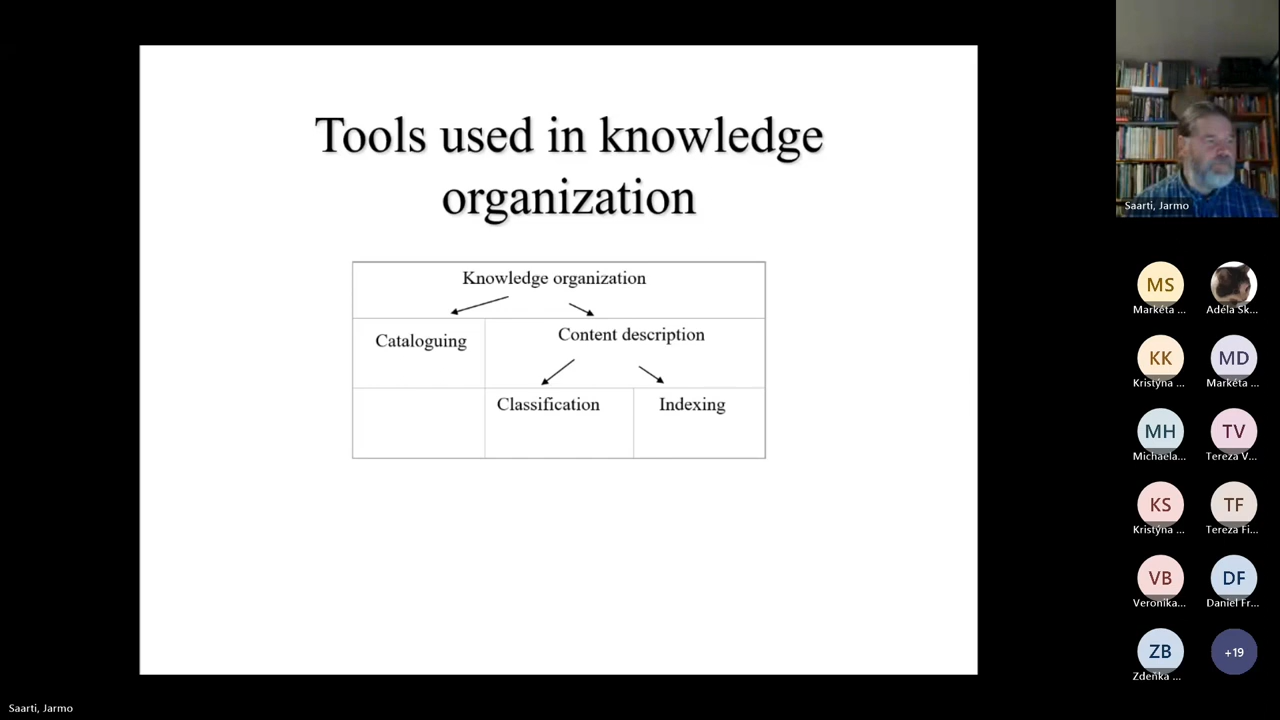 Tools used in knowledge
organization
Knowledge organization
Cataloguing
Content description
Classification
Indexing
Saarti, Jarmo
MS
Markéta ...
Adéla Sk...
KK
Kristýna ...
MD
Markéta ...
MH
Michaela...
TV
Tereza V...
KS
Kristýna ...
TF
Tereza Fi...
VB
Veronika...
DF
Daniel Fr...
ZB
Zdeňka ...
+19
Saarti, Jarmo